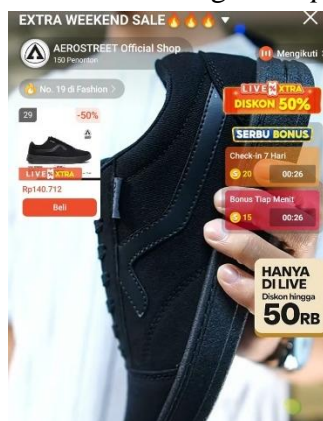 EXTRA WEEKEND SALE
AEROSTREET Official Shop
150 Penonton
Mengikuti
No. 19 di Fashion
LIVE XTRA
DISKON 50%
29
-50%
LIVE XTRA
Rp140.712
Beli
SERBU BONUS
Check-in 7 Hari
20
00:26
Bonus Tiap Menit
15
00:26
HANYA
DI LIVE
Diskon hingga
50RB